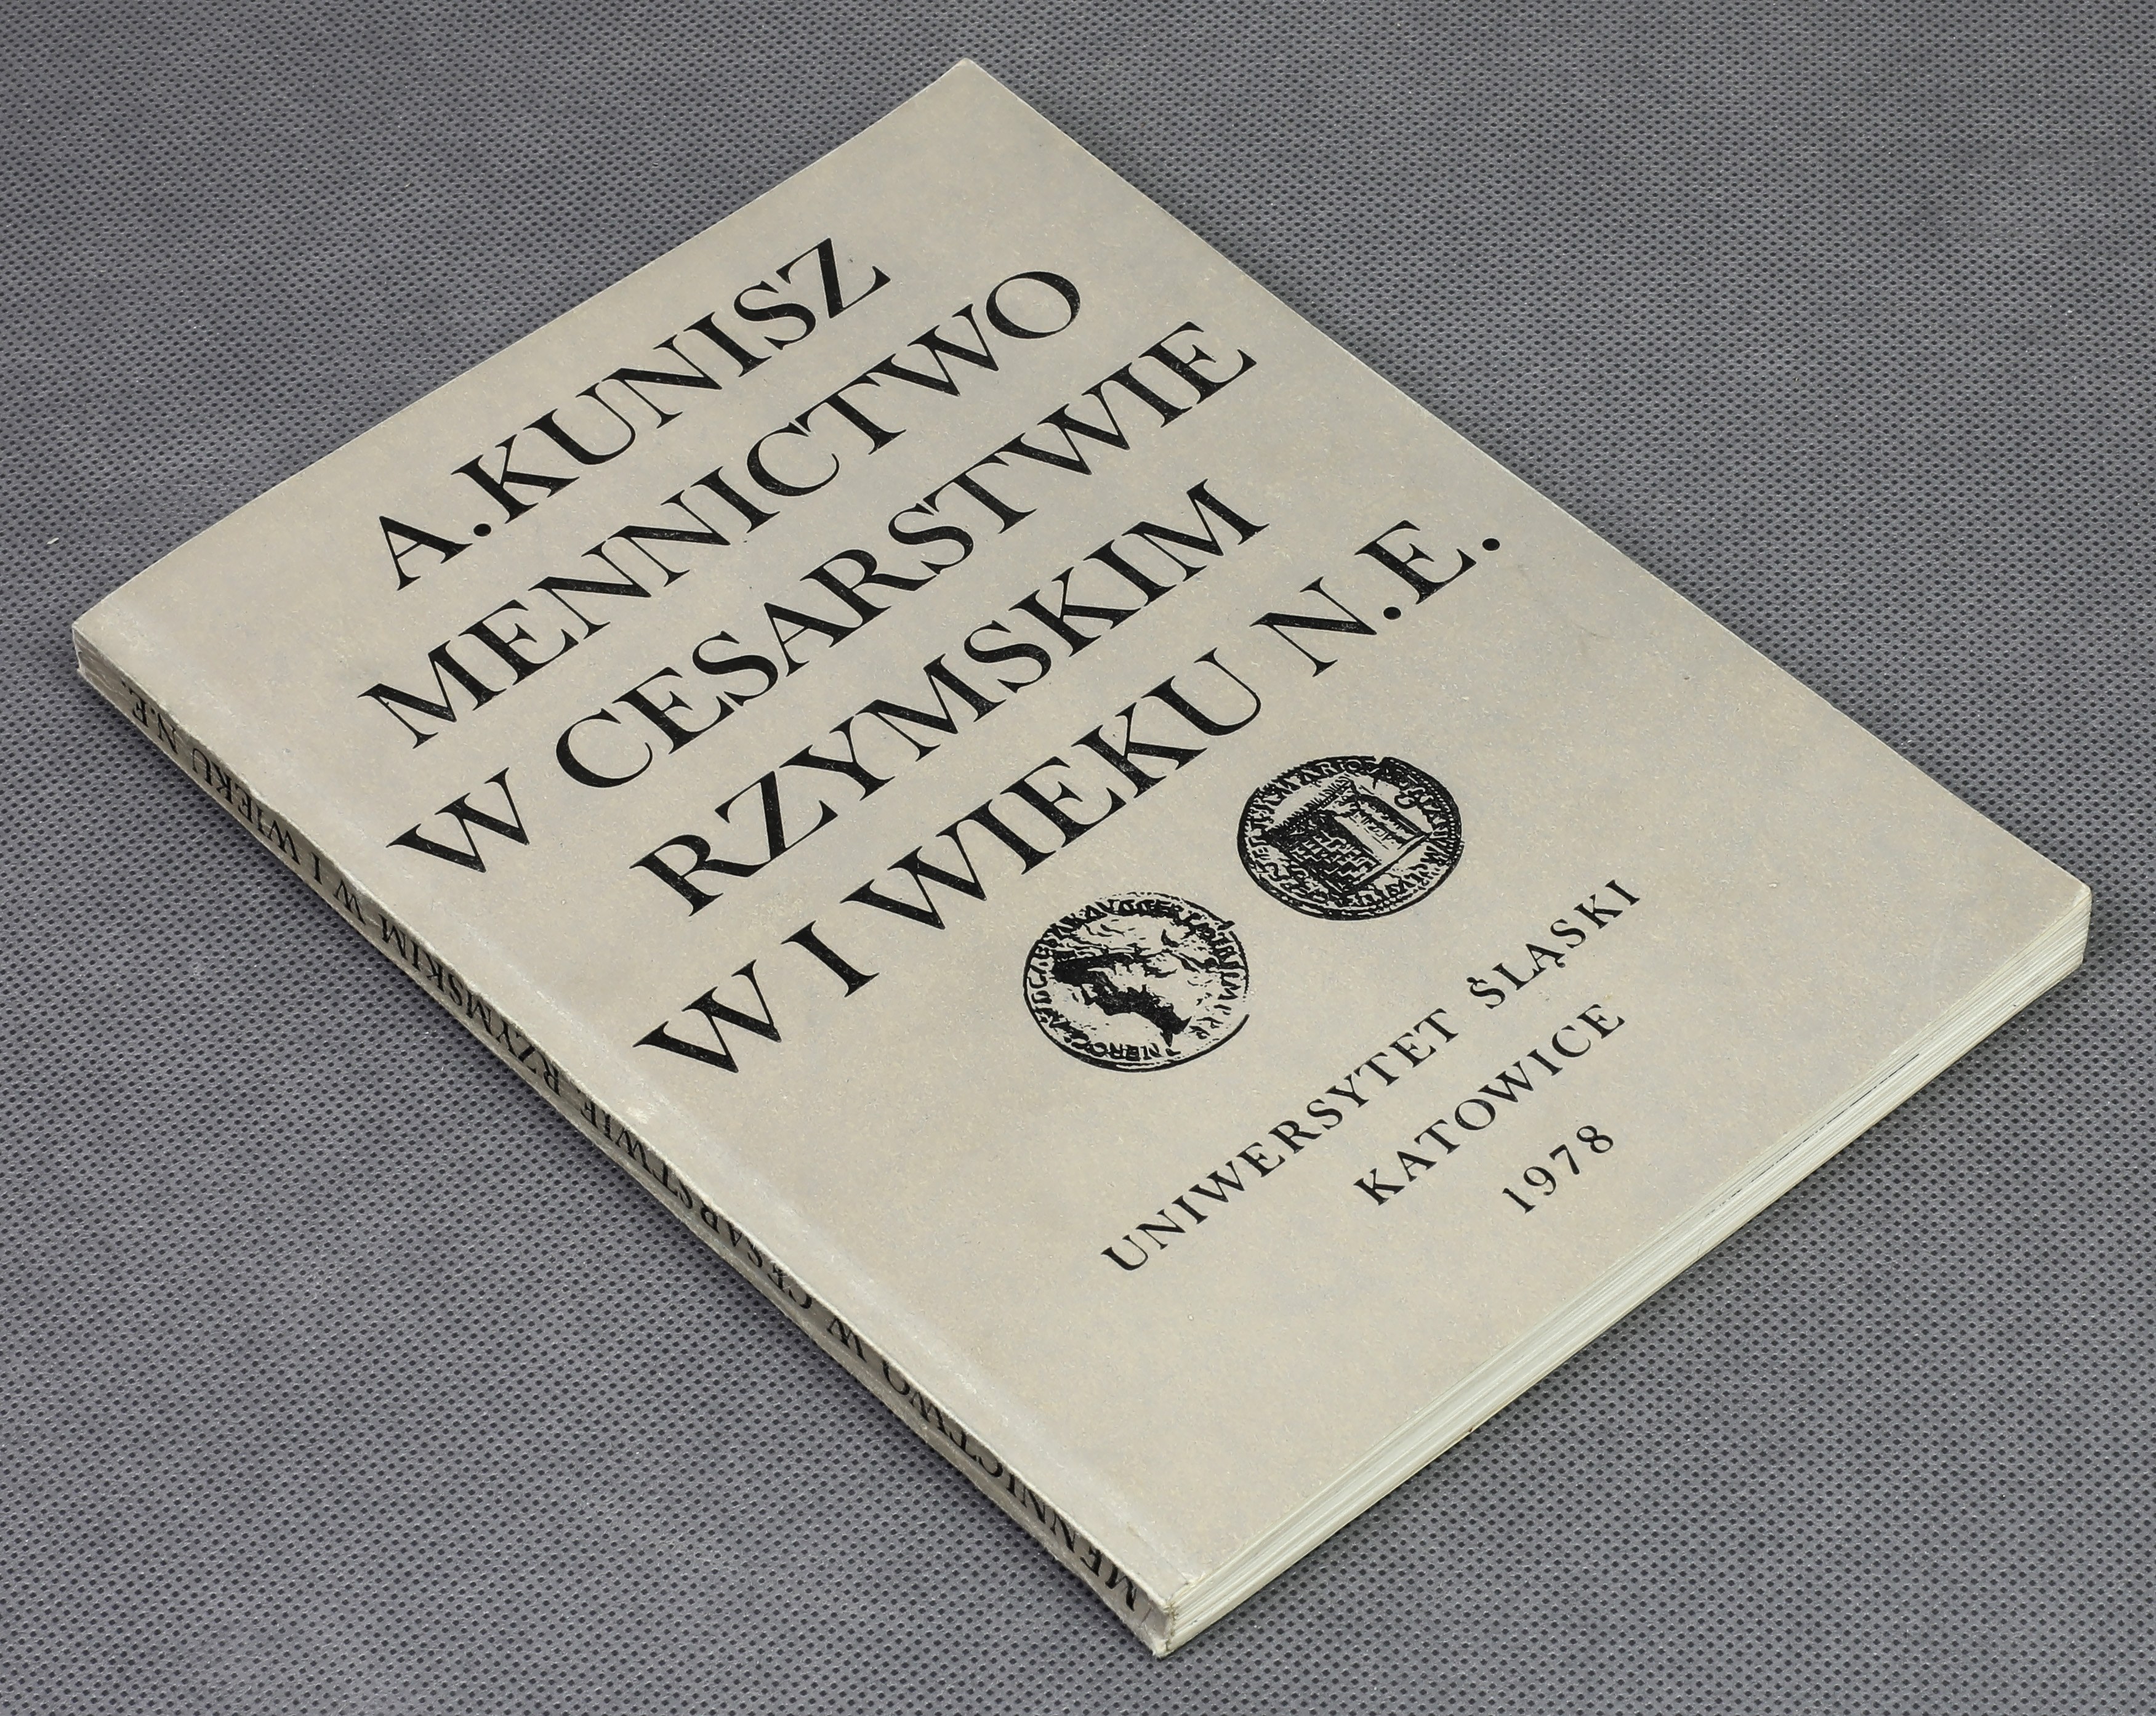 A.KUNISZ
MENNICTWO
W CESARSTWIE
RZYMSKIM
W I WIEKU N.E.
UNIWERSYTET ŚLĄSKI
KATOWICE
1978
MENNICTWO W CESARSTWIE RZYMSKIM W I WIEKU N.E.